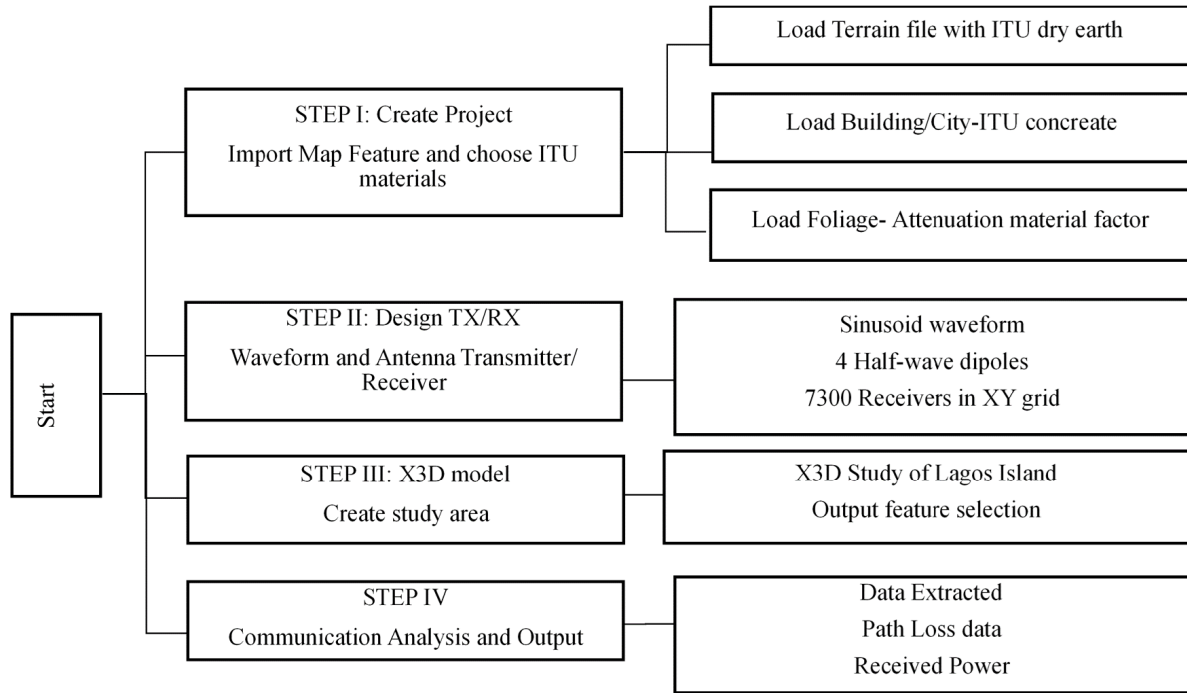 Start
STEP I: Create Project
Import Map Feature and choose ITU
materials
Load Terrain file with ITU dry earth
Load Building/City-ITU concreate
Load Foliage- Attenuation material factor
STEP II: Design TX/RX
Waveform and Antenna Transmitter/
Receiver
Sinusoid waveform
4 Half-wave dipoles
7300 Receivers in XY grid
STEP III: X3D model
Create study area
X3D Study of Lagos Island
Output feature selection
STEP IV
Communication Analysis and Output
Data Extracted
Path Loss data
Received Power